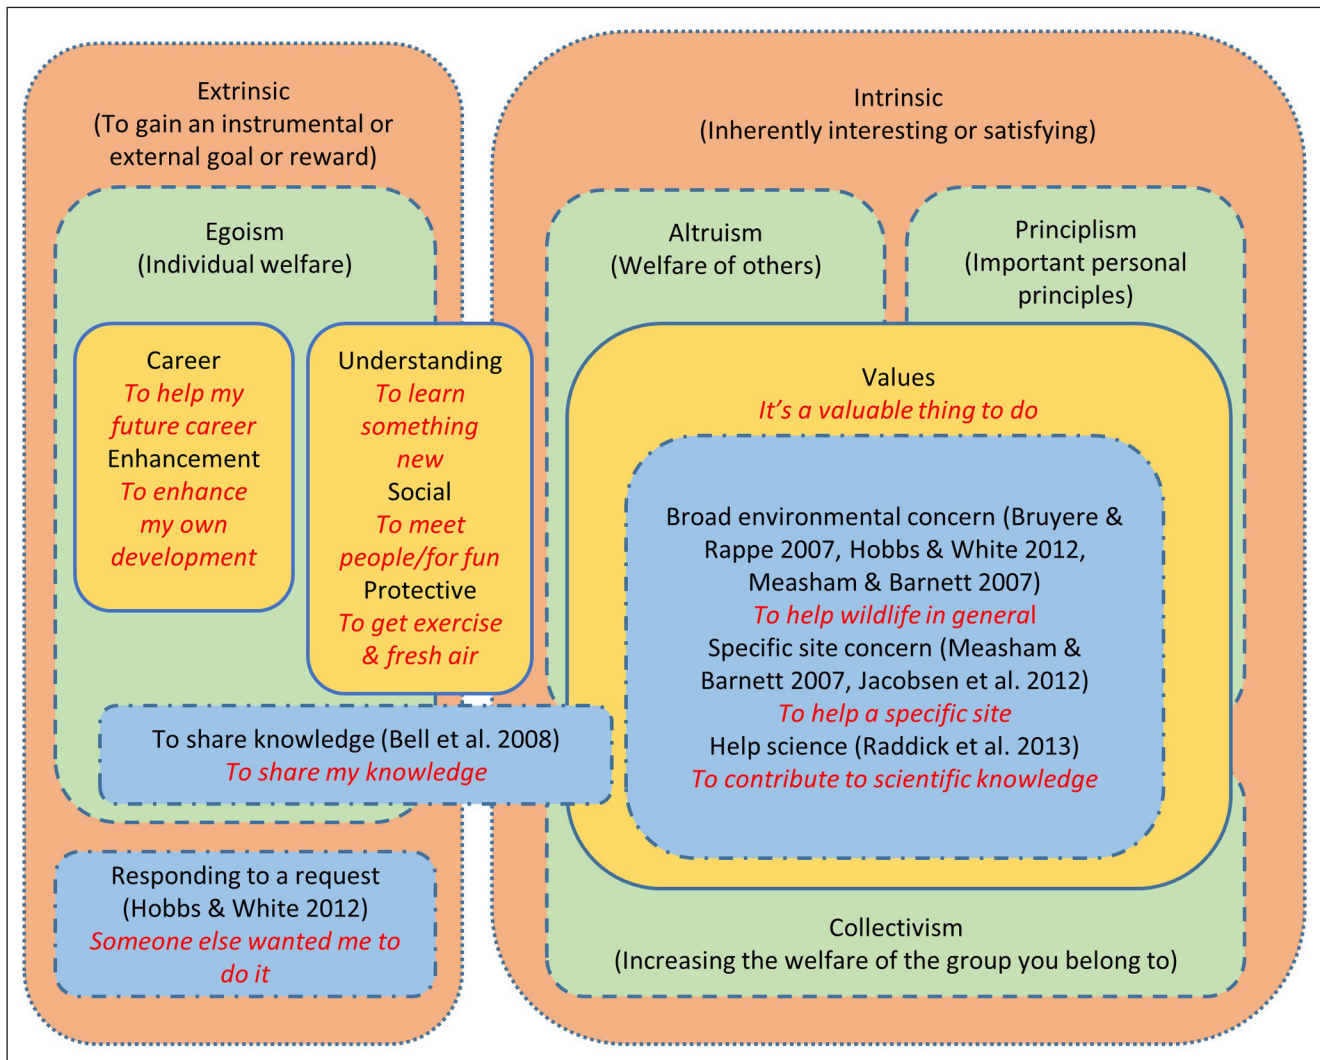 Extrinsic
(To gain an instrumental or
external goal or reward)
Egoism
(Individual welfare)
Career
To help my
future career
Enhancement
To enhance
my own
development
Understanding
To learn
something
new
Social
To meet
people/for fun
Protective
To get exercise
& fresh air
To share knowledge (Bell et al. 2008)
To share my knowledge
Responding to a request
(Hobbs & White 2012)
Someone else wanted me to
do it
Intrinsic
(Inherently interesting or satisfying)
Altruism
(Welfare of others)
Principlism
(Important personal
principles)
Values
It’s a valuable thing to do
Broad environmental concern (Bruyere &
Rappe 2007, Hobbs & White 2012,
Measham & Barnett 2007)
To help wildlife in general
Specific site concern (Measham &
Barnett 2007, Jacobsen et al. 2012)
To help a specific site
Help science (Raddick et al. 2013)
To contribute to scientific knowledge
Collectivism
(Increasing the welfare of the group you belong to)